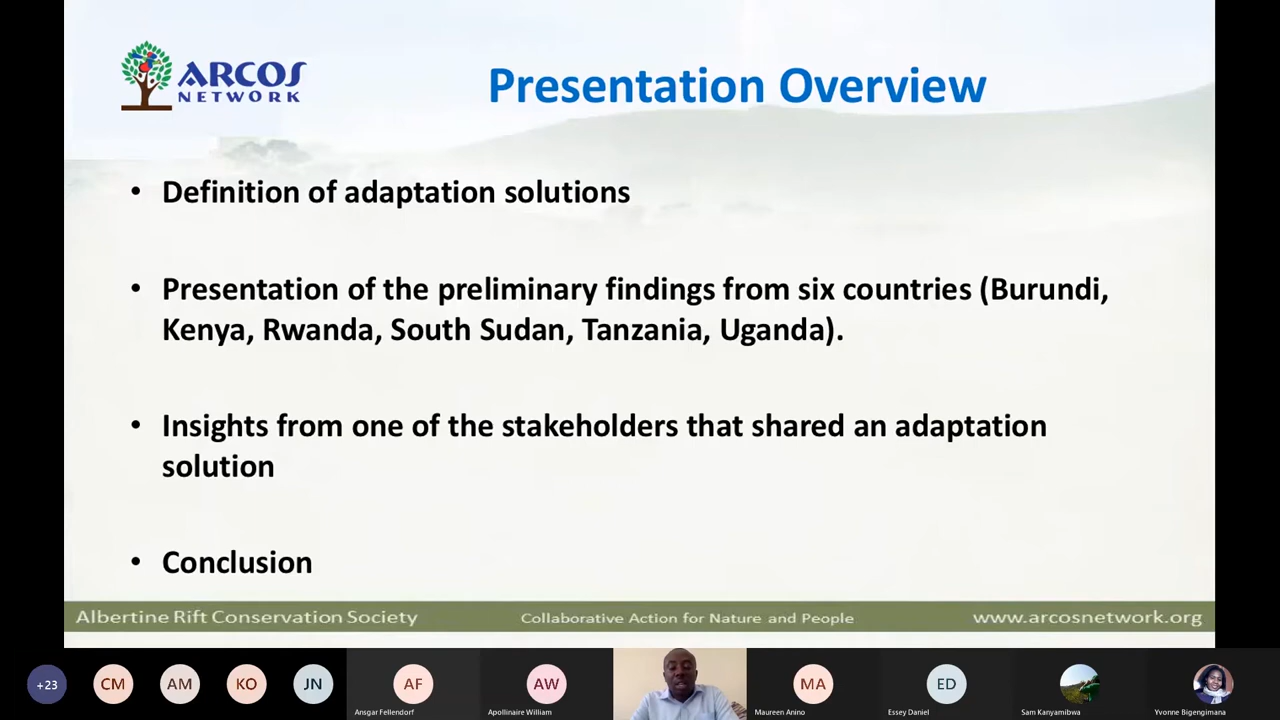 ARCOS
NETWORK
Presentation Overview
• Definition of adaptation solutions
• Presentation of the preliminary findings from six countries (Burundi,
Kenya, Rwanda, South Sudan, Tanzania, Uganda).
• Insights from one of the stakeholders that shared an adaptation
solution
• Conclusion
Albertine Rift Conservation Society
Collaborative Action for Nature and People
www.arcosnetwork.org
+23
CM
AM
KO
JN
AF
Ansgar Fellendorf
AW
Apollinaire William
MA
Maureen Anino
ED
Essey Daniel
Sam Kanyamibwa
Yvonne Bigengimana